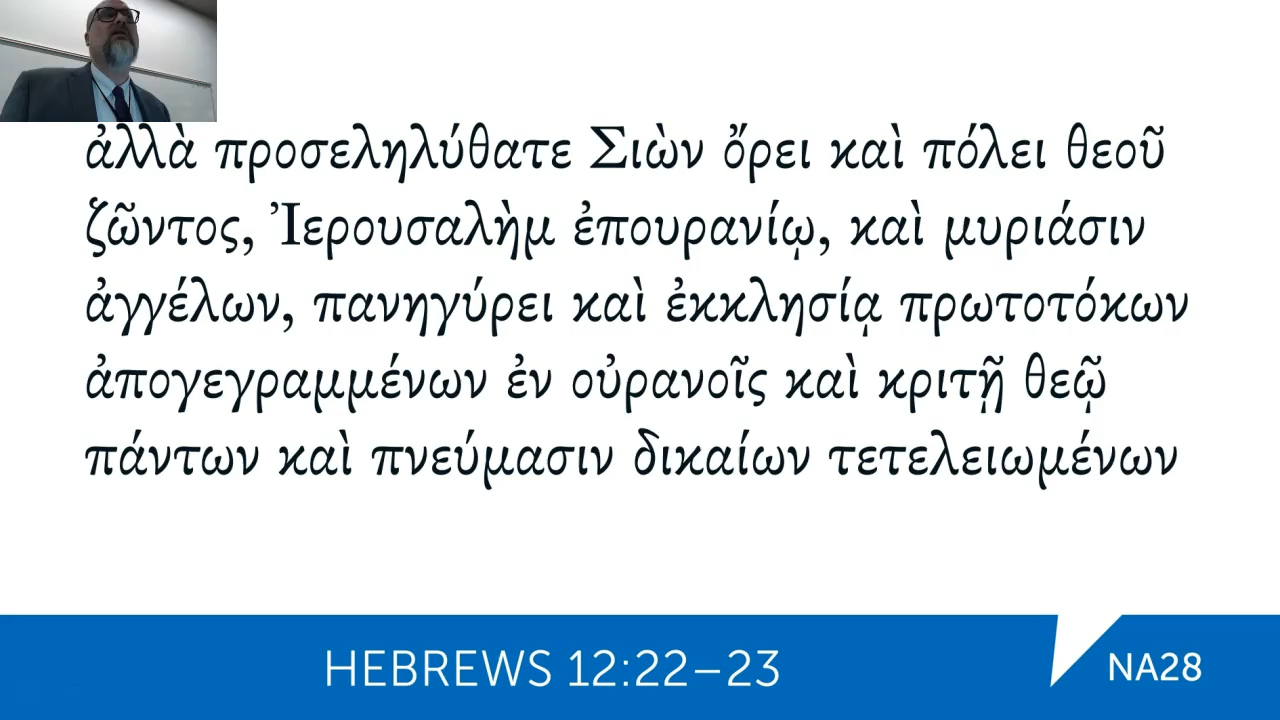 ἀλλὰ προσεληλύθατε Σιὼν ὄρει καὶ πόλει θεοῦ
ζῶντος, Ἰερουσαλὴμ ἐπουρανίῳ, καὶ μυριάσιν
ἀγγέλων, πανηγύρει καὶ ἐκκλησίᾳ πρωτοτόκων
ἀπογεγραμμένων ἐν οὐρανοῖς καὶ κριτῇ θεῷ
πάντων καὶ πνεύμασιν δικαίων τετελειωμένων
HEBREWS 12:22–23
NA28